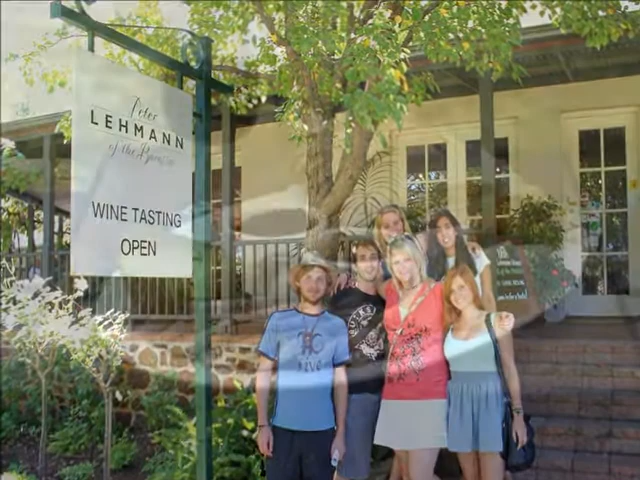 Peter
LEHMANN
of the Barossa
WINE TASTING
OPEN